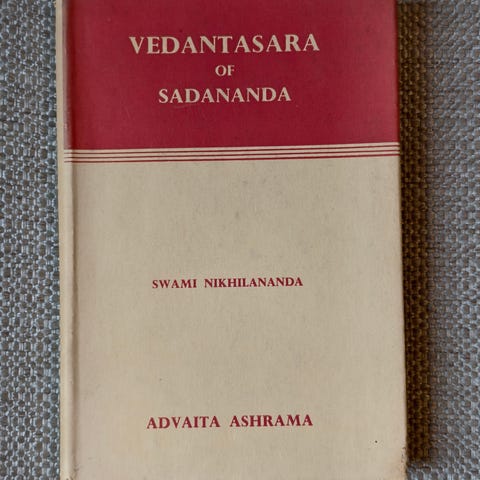 VEDANTASARA
OF
SADANANDA
SWAMI NIKHILANANDA
ADVAITA ASHRAMA